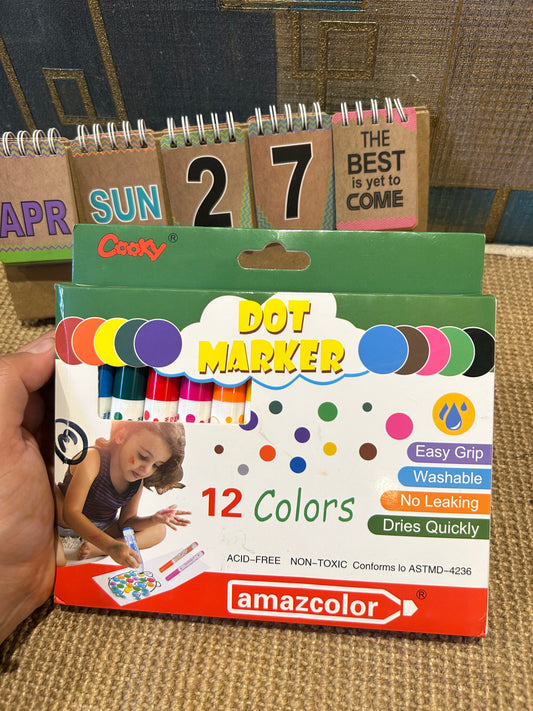 APR
SUN
2
7
THE
BEST
is yet to
COME
Cooky®
DOT
MARKER
Easy Grip
Washable
No Leaking
Dries Quickly
12 Colors
ACID-FREE NON-TOXIC Conforms lo ASTMD-4236
amazcolor®